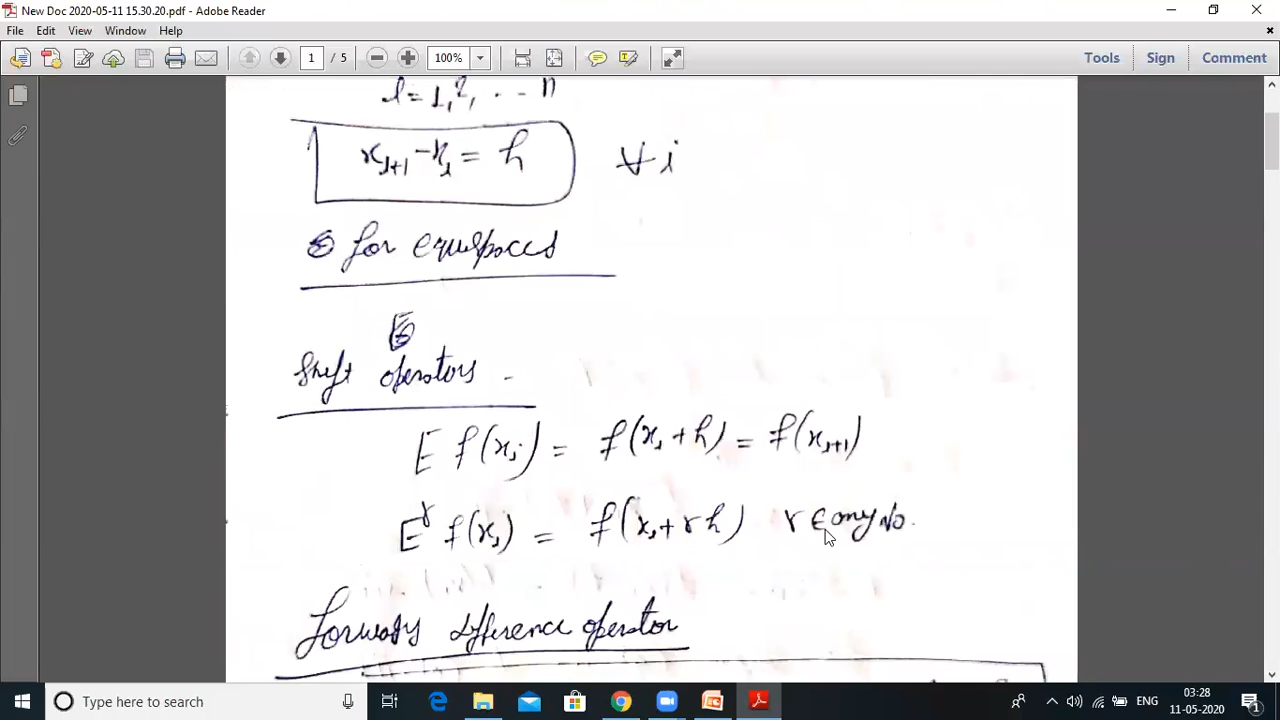 New Doc 2020-05-11 15.30.20.pdf - Adobe Reader
File Edit View Window Help
1 / 5 100% Tools Sign Comment
i = 1, 2, . . - n
x_{i+1} - x_i = h ∀ i
for equispaced
E
Shift operators -
E f(x_i) = f(x_i + h) = f(x_{i+1})
E^r f(x_i) = f(x_i + r h) r ∈ any No.
Forward difference operator
Type here to search
ENG 03:28
11-05-2020
1